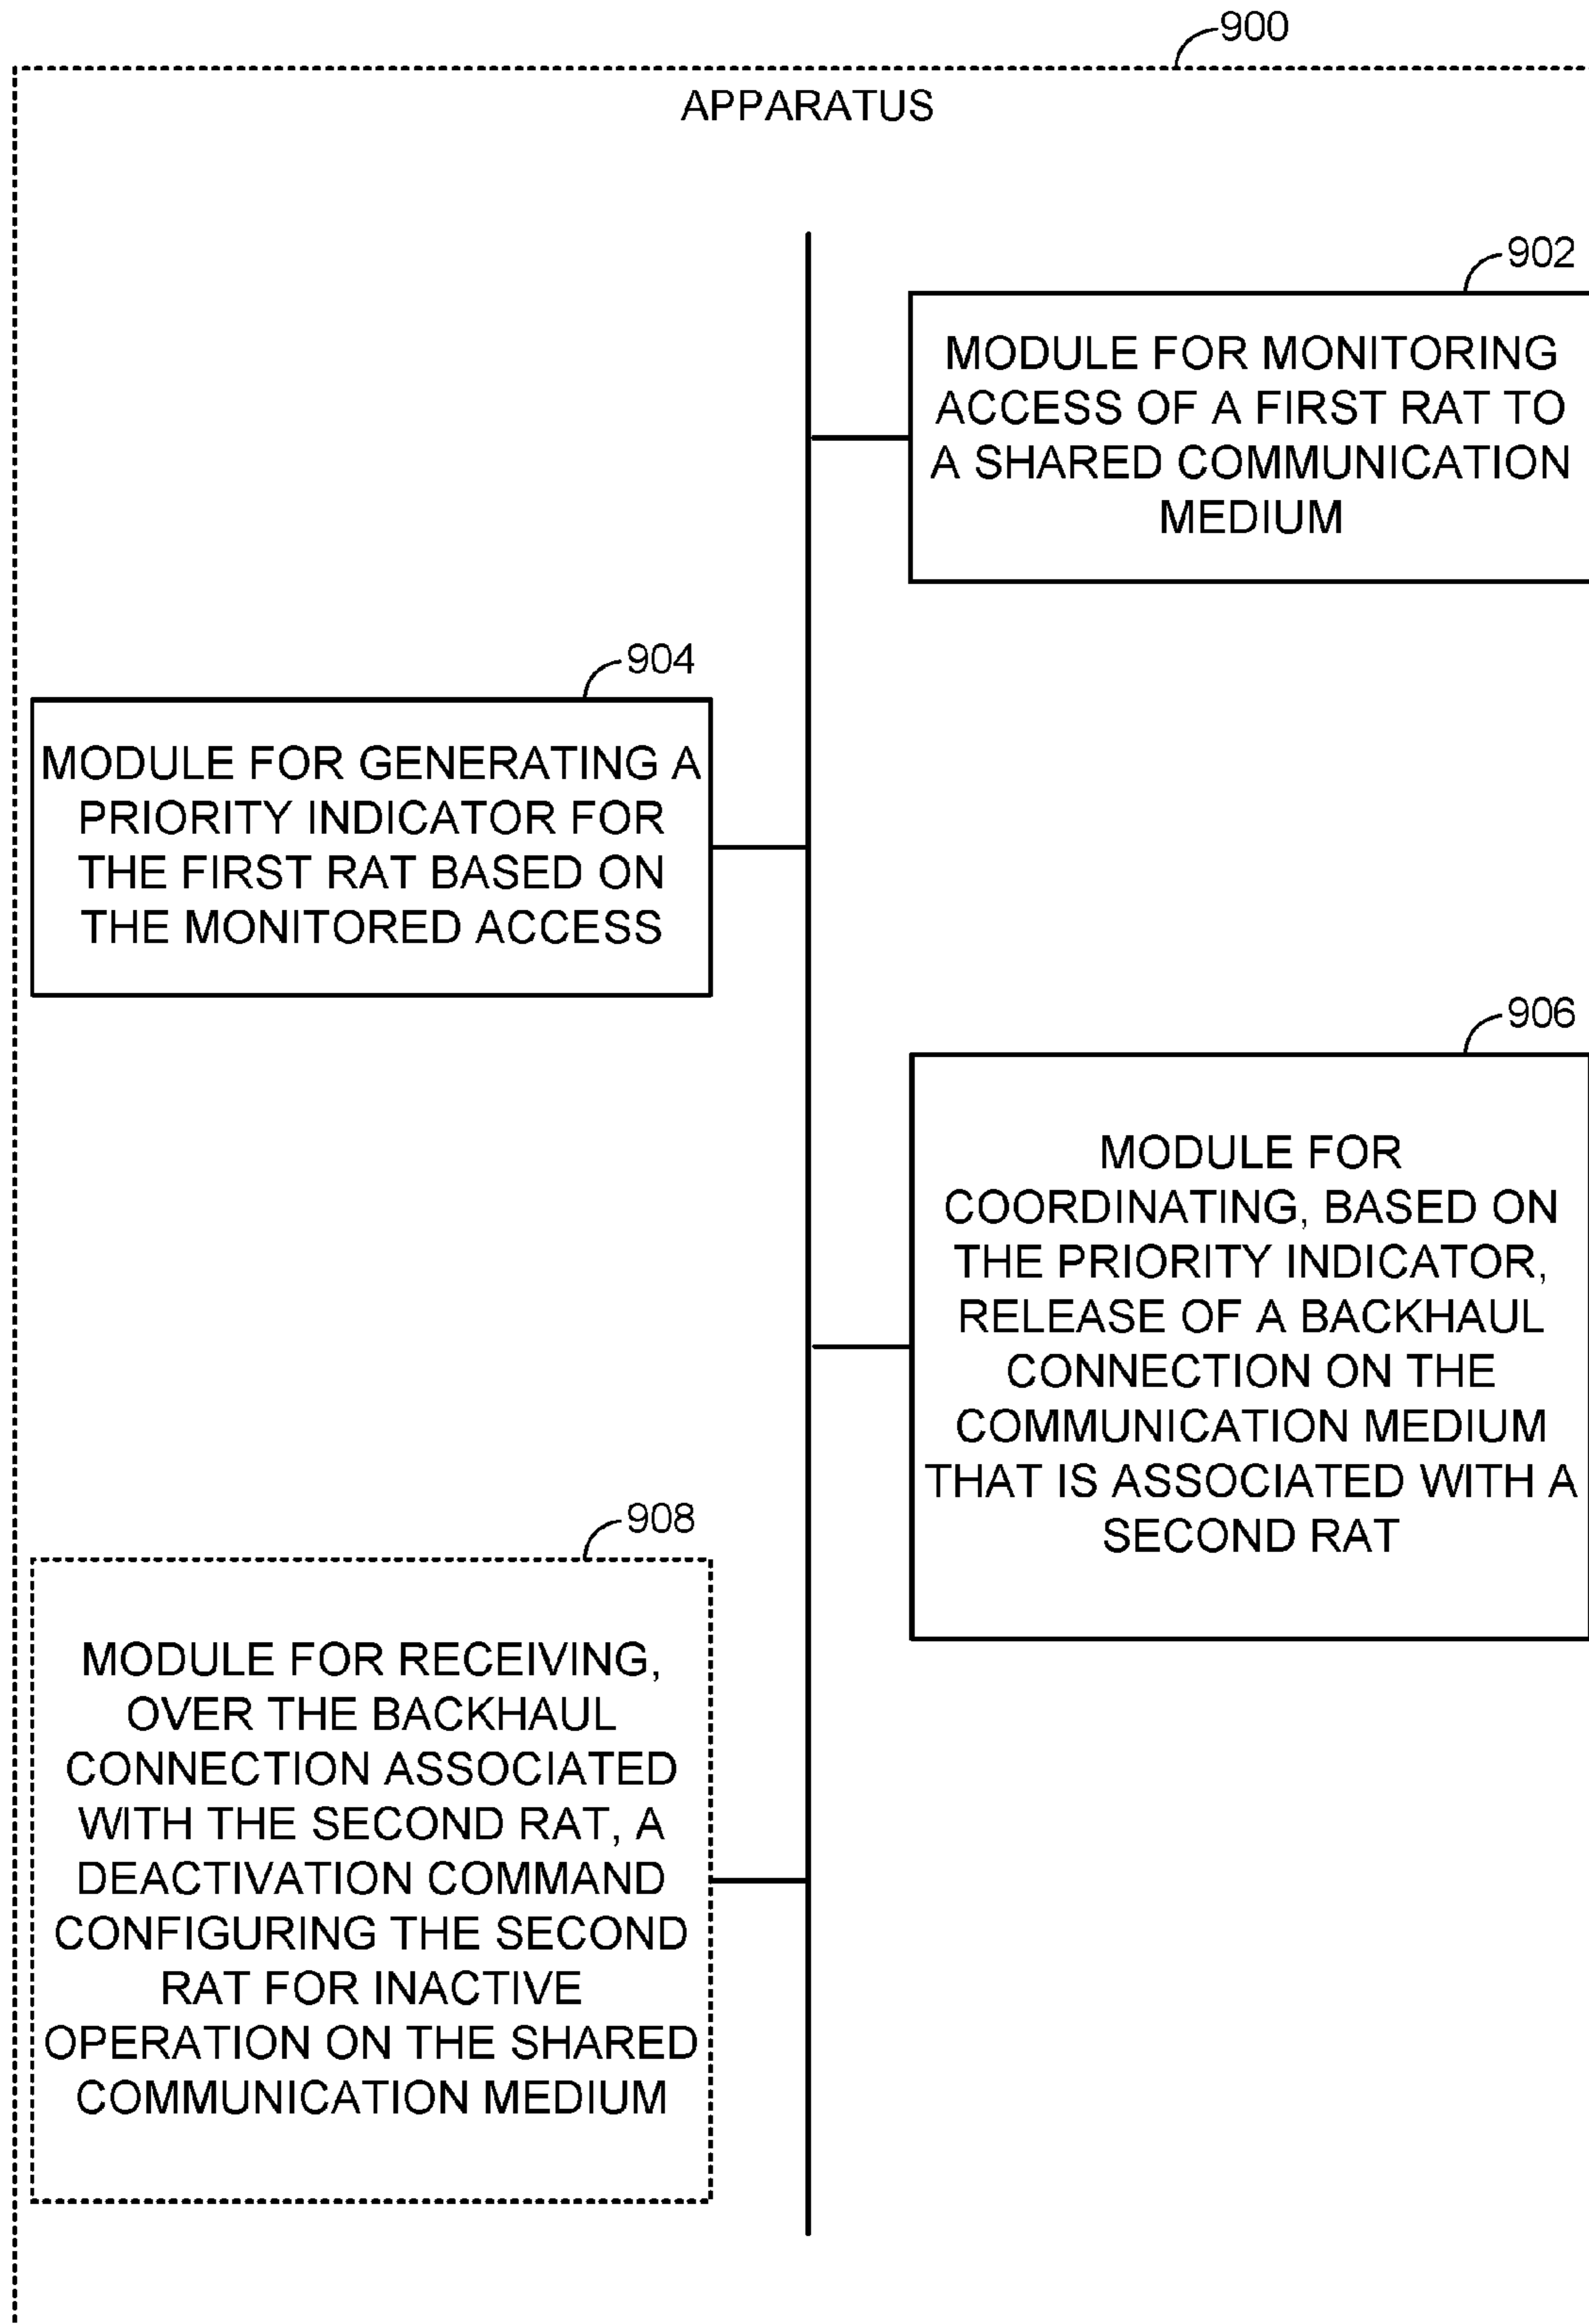 900
APPARATUS
902
MODULE FOR MONITORING
ACCESS OF A FIRST RAT TO
A SHARED COMMUNICATION
MEDIUM
904
MODULE FOR GENERATING A
PRIORITY INDICATOR FOR
THE FIRST RAT BASED ON
THE MONITORED ACCESS
906
MODULE FOR
COORDINATING, BASED ON
THE PRIORITY INDICATOR,
RELEASE OF A BACKHAUL
CONNECTION ON THE
COMMUNICATION MEDIUM
THAT IS ASSOCIATED WITH A
SECOND RAT
908
MODULE FOR RECEIVING,
OVER THE BACKHAUL
CONNECTION ASSOCIATED
WITH THE SECOND RAT, A
DEACTIVATION COMMAND
CONFIGURING THE SECOND
RAT FOR INACTIVE
OPERATION ON THE SHARED
COMMUNICATION MEDIUM